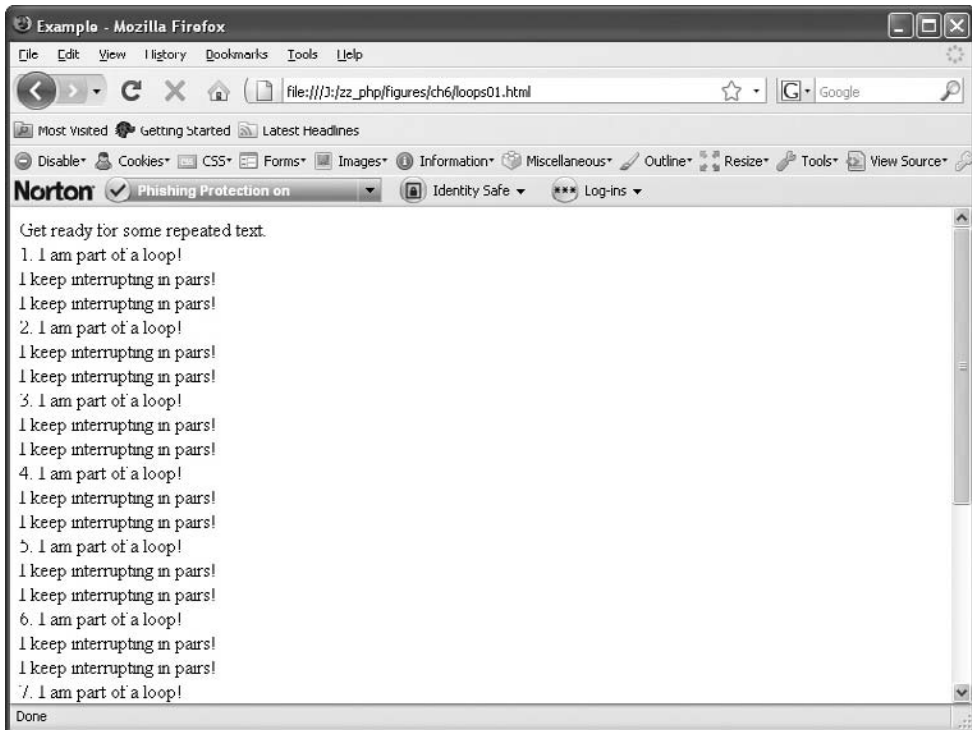 Example - Mozilla Firefox
File Edit View History Bookmarks Tools Help
file:///J:/zz_php/figures/ch6/loops01.html G Google
Most Visited Getting Started Latest Headlines
Disable Cookies CSS Forms Images Information Miscellaneous Outline Resize Tools View Source
Norton Phishing Protection on Identity Safe Log-ins
Get ready for some repeated text.
1. I am part of a loop!
I keep interrupting in pairs!
I keep interrupting in pairs!
2. I am part of a loop!
I keep interrupting in pairs!
I keep interrupting in pairs!
3. I am part of a loop!
I keep interrupting in pairs!
I keep interrupting in pairs!
4. I am part of a loop!
I keep interrupting in pairs!
I keep interrupting in pairs!
5. I am part of a loop!
I keep interrupting in pairs!
I keep interrupting in pairs!
6. I am part of a loop!
I keep interrupting in pairs!
I keep interrupting in pairs!
7. I am part of a loop!
Done